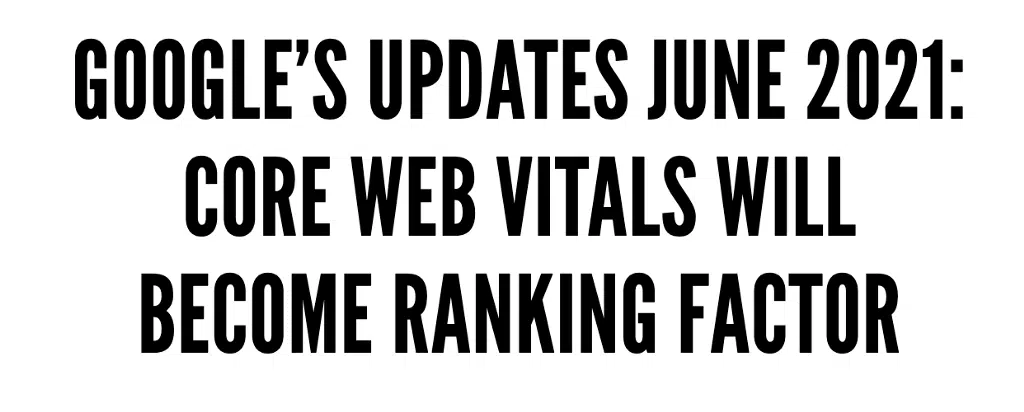 GOOGLE’S UPDATES JUNE 2021:
CORE WEB VITALS WILL
BECOME RANKING FACTOR